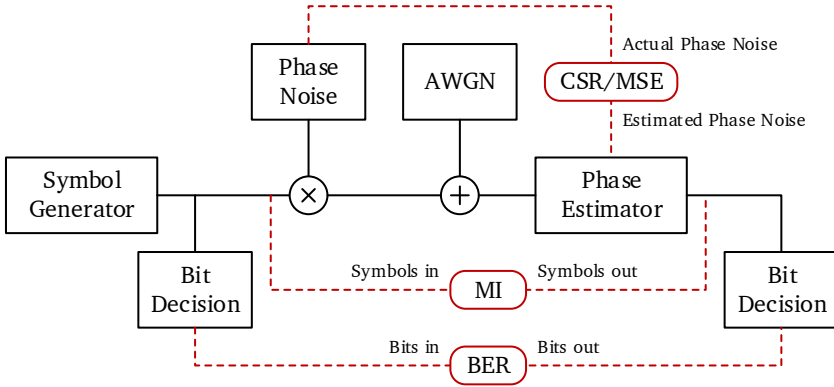 Actual Phase Noise
Phase
Noise
AWGN
CSR/MSE
Estimated Phase Noise
Symbol
Generator
×
+
Phase
Estimator
Bit
Decision
Symbols in
MI
Symbols out
Bit
Decision
Bits in
BER
Bits out